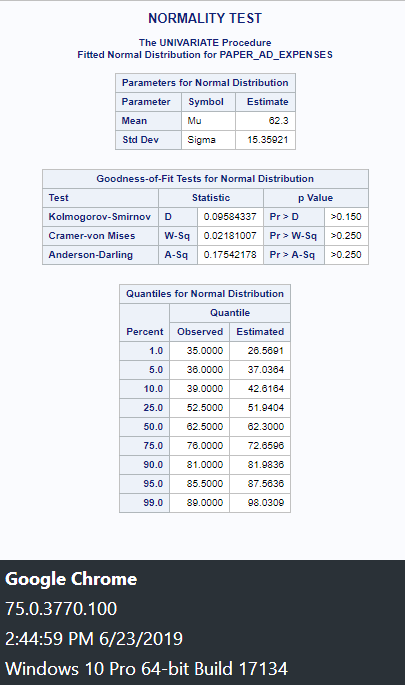 NORMALITY TEST
The UNIVARIATE Procedure
Fitted Normal Distribution for PAPER_AD_EXPENSES
Parameters for Normal Distribution
Parameter Symbol Estimate
Mean Mu 62.3
Std Dev Sigma 15.35921
Goodness-of-Fit Tests for Normal Distribution
Test Statistic p Value
Kolmogorov-Smirnov D 0.09584337 Pr > D >0.150
Cramer-von Mises W-Sq 0.02181007 Pr > W-Sq >0.250
Anderson-Darling A-Sq 0.17542178 Pr > A-Sq >0.250
Quantiles for Normal Distribution
Quantile
Percent Observed Estimated
1.0 35.0000 26.5691
5.0 36.0000 37.0364
10.0 39.0000 42.6164
25.0 52.5000 51.9404
50.0 62.5000 62.3000
75.0 76.0000 72.6596
90.0 81.0000 81.9836
95.0 85.5000 87.5636
99.0 89.0000 98.0309
Google Chrome
75.0.3770.100
2:44:59 PM 6/23/2019
Windows 10 Pro 64-bit Build 17134